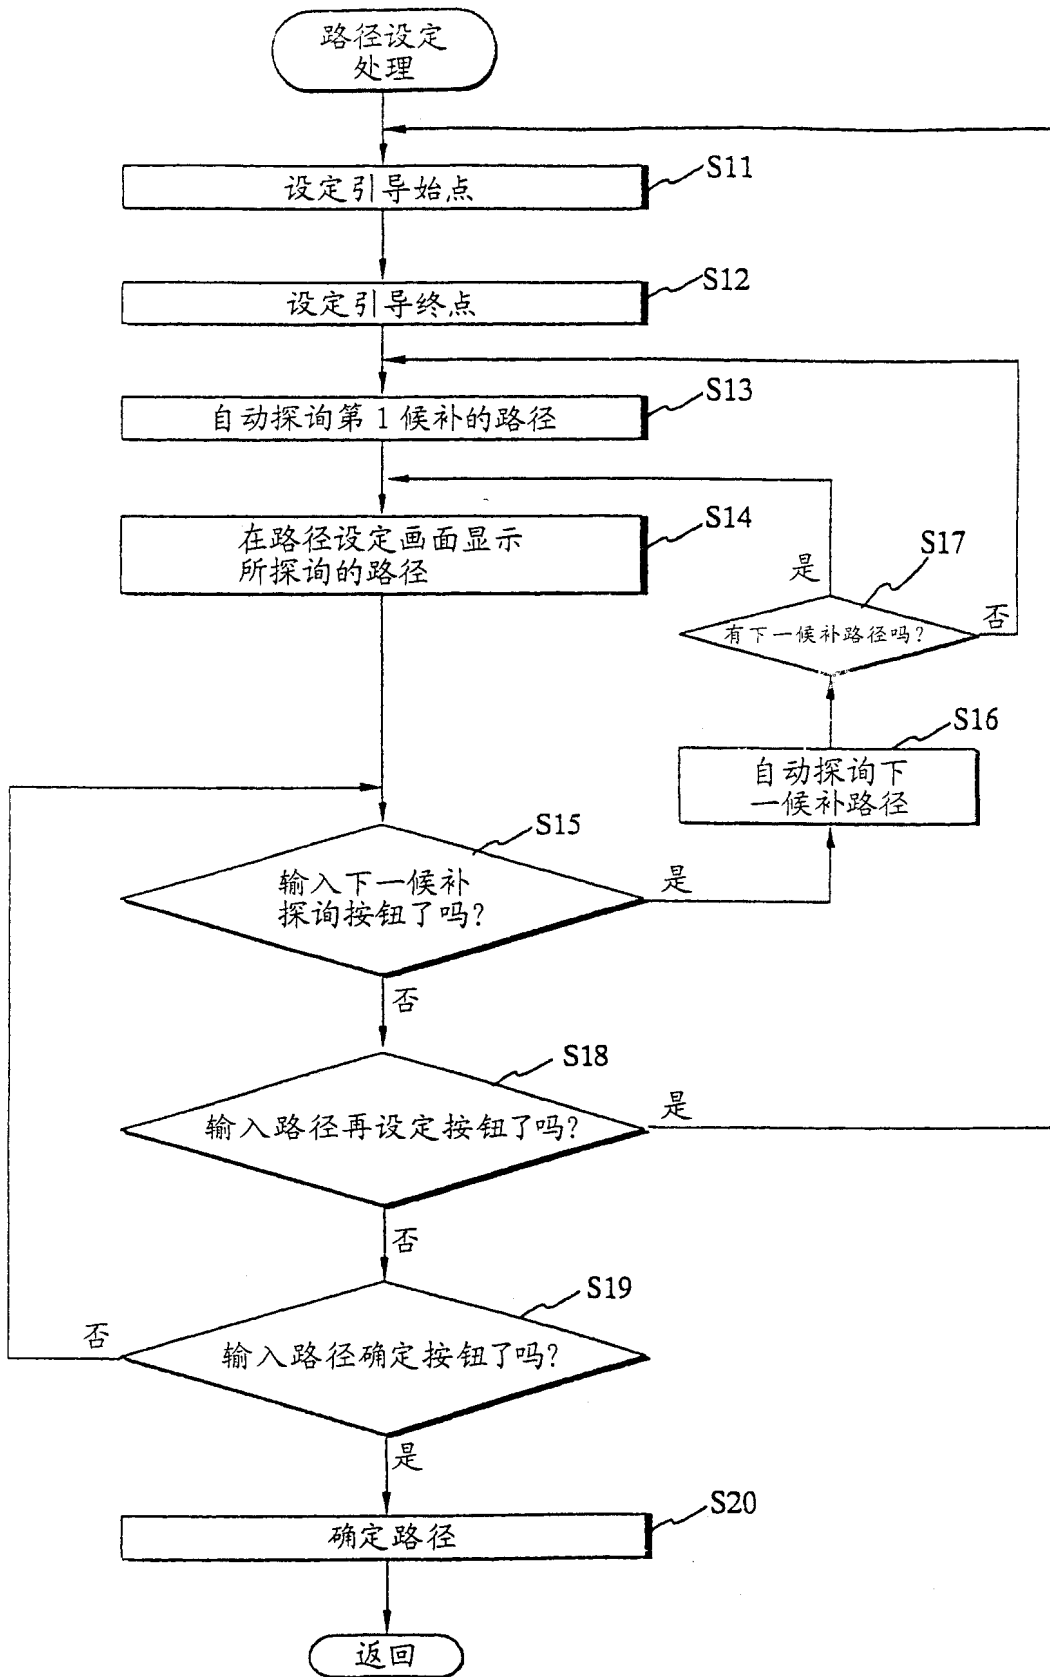 路径设定
处理
S11
设定引导始点
S12
设定引导终点
S13
自动探询第1候补的路径
S14
在路径设定画面显示
所探询的路径
S17
是
有下一候补路径吗?
否
S16
自动探询下
一候补路径
S15
输入下一候补
探询按钮了吗?
是
否
S18
输入路径再设定按钮了吗?
是
否
S19
否
输入路径确定按钮了吗?
是
S20
确定路径
返回